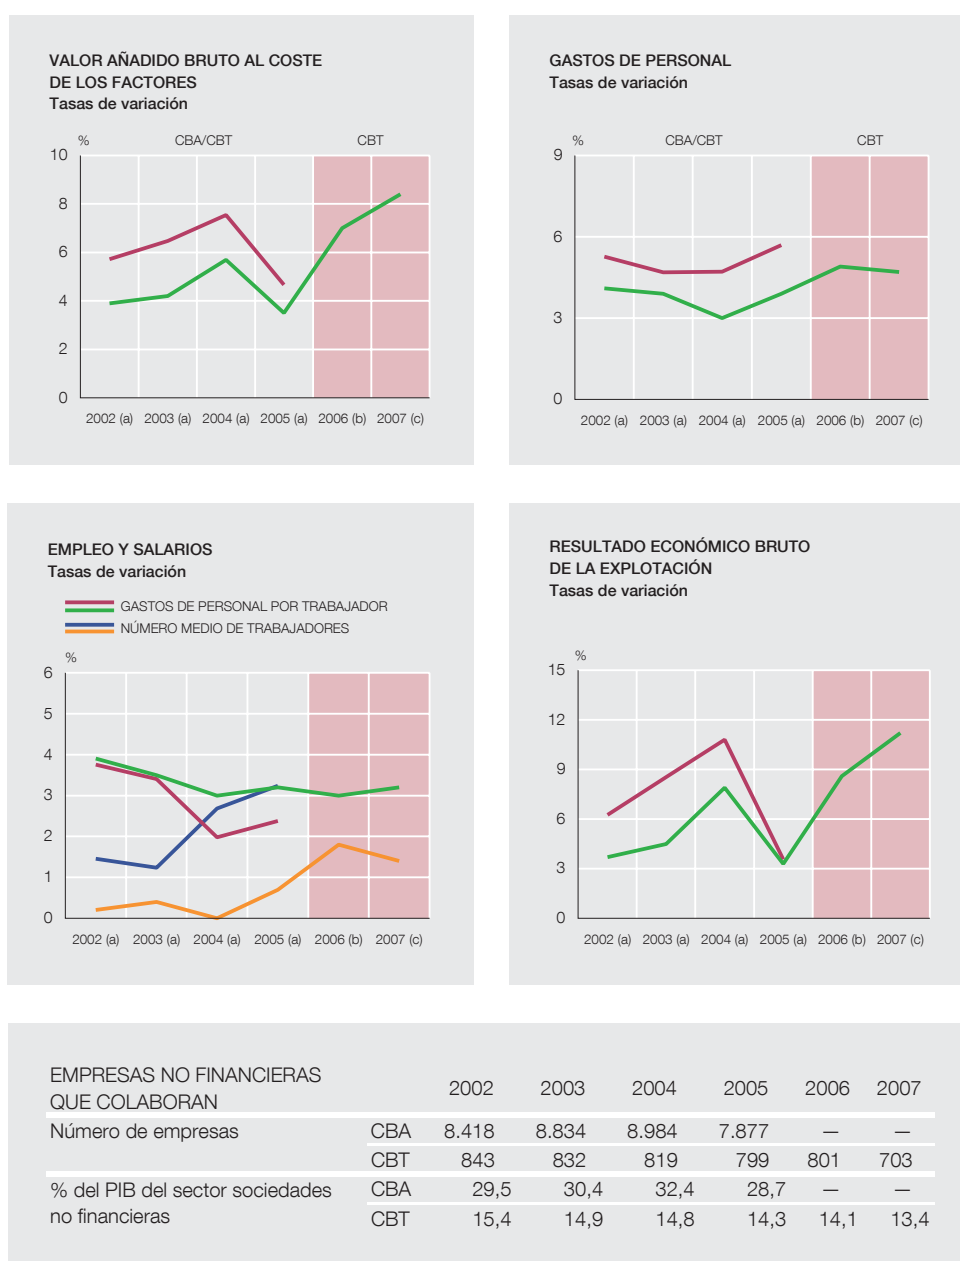 VALOR AÑADIDO BRUTO AL COSTE
DE LOS FACTORES
Tasas de variación
% CBA/CBT CBT
10
8
6
4
2
0
2002 (a) 2003 (a) 2004 (a) 2005 (a) 2006 (b) 2007 (c)
GASTOS DE PERSONAL
Tasas de variación
% CBA/CBT CBT
9
6
3
0
2002 (a) 2003 (a) 2004 (a) 2005 (a) 2006 (b) 2007 (c)
EMPLEO Y SALARIOS
Tasas de variación
GASTOS DE PERSONAL POR TRABAJADOR
NÚMERO MEDIO DE TRABAJADORES
%
6
5
4
3
2
1
0
2002 (a) 2003 (a) 2004 (a) 2005 (a) 2006 (b) 2007 (c)
RESULTADO ECONÓMICO BRUTO
DE LA EXPLOTACIÓN
Tasas de variación
%
15
12
9
6
3
0
2002 (a) 2003 (a) 2004 (a) 2005 (a) 2006 (b) 2007 (c)
EMPRESAS NO FINANCIERAS
QUE COLABORAN 2002 2003 2004 2005 2006 2007
Número de empresas CBA 8.418 8.834 8.984 7.877 — —
CBT 843 832 819 799 801 703
% del PIB del sector sociedades CBA 29,5 30,4 32,4 28,7 — —
no financieras CBT 15,4 14,9 14,8 14,3 14,1 13,4